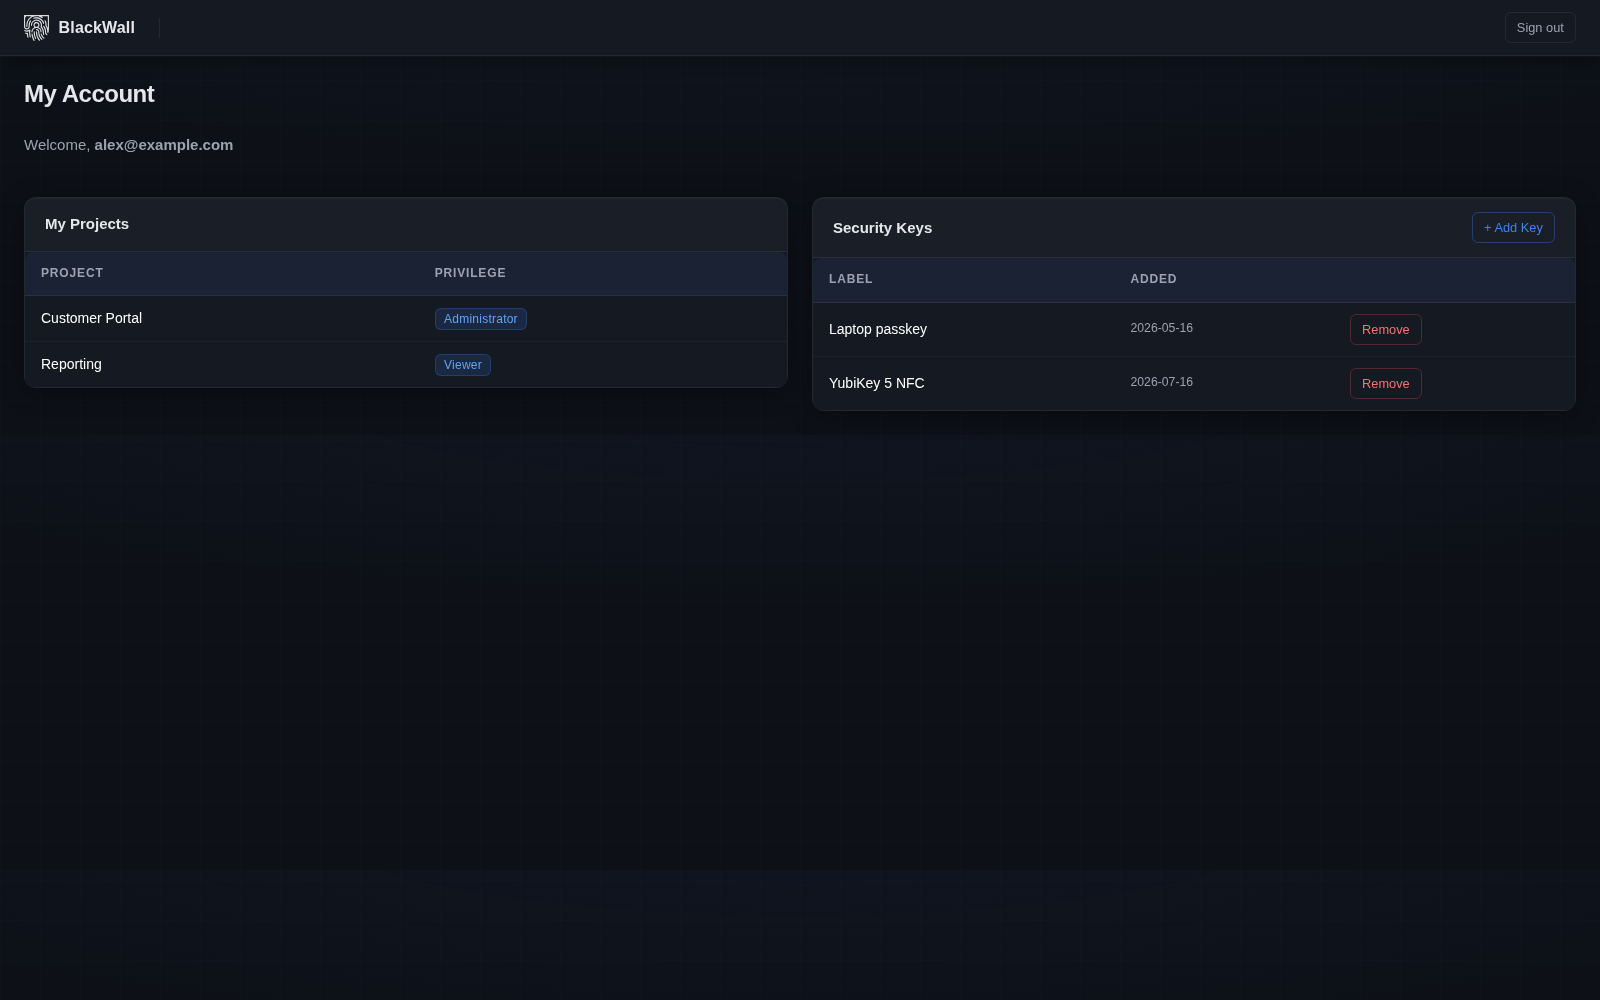 BlackWall
Sign out
My Account
Welcome, alex@example.com
My Projects
PROJECT PRIVILEGE
Customer Portal Administrator
Reporting Viewer
Security Keys + Add Key
LABEL ADDED
Laptop passkey 2026-05-16 Remove
YubiKey 5 NFC 2026-07-16 Remove